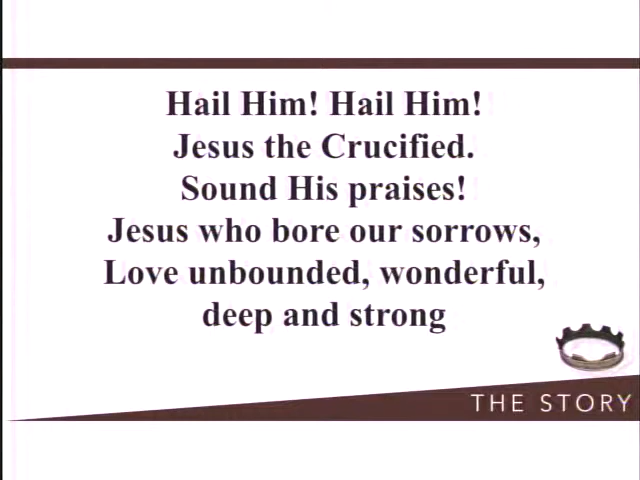 Hail Him! Hail Him!
Jesus the Crucified.
Sound His praises!
Jesus who bore our sorrows,
Love unbounded, wonderful,
deep and strong
THE STORY